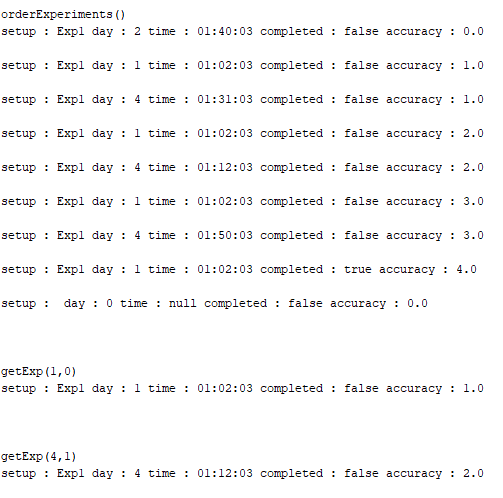 orderExperiments()
setup : Exp1 day : 2 time : 01:40:03 completed : false accuracy : 0.0
setup : Exp1 day : 1 time : 01:02:03 completed : false accuracy : 1.0
setup : Exp1 day : 4 time : 01:31:03 completed : false accuracy : 1.0
setup : Exp1 day : 1 time : 01:02:03 completed : false accuracy : 2.0
setup : Exp1 day : 4 time : 01:12:03 completed : false accuracy : 2.0
setup : Exp1 day : 1 time : 01:02:03 completed : false accuracy : 3.0
setup : Exp1 day : 4 time : 01:50:03 completed : false accuracy : 3.0
setup : Exp1 day : 1 time : 01:02:03 completed : true accuracy : 4.0
setup :  day : 0 time : null completed : false accuracy : 0.0
getExp(1,0)
setup : Exp1 day : 1 time : 01:02:03 completed : false accuracy : 1.0
getExp(4,1)
setup : Exp1 day : 4 time : 01:12:03 completed : false accuracy : 2.0